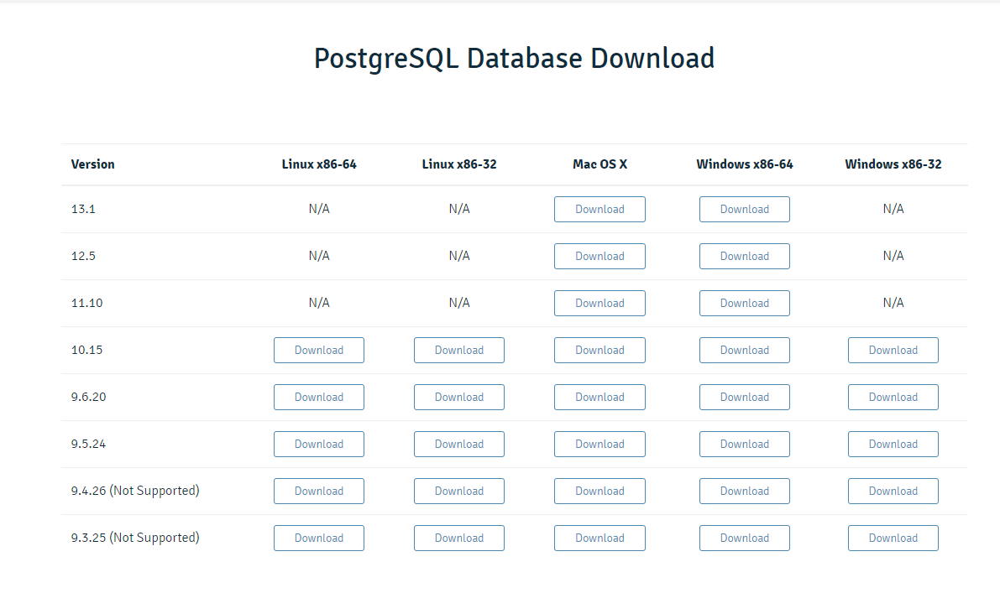 PostgreSQL Database Download
Version Linux x86-64 Linux x86-32 Mac OS X Windows x86-64 Windows x86-32
13.1 N/A N/A Download Download N/A
12.5 N/A N/A Download Download N/A
11.10 N/A N/A Download Download N/A
10.15 Download Download Download Download Download
9.6.20 Download Download Download Download Download
9.5.24 Download Download Download Download Download
9.4.26 (Not Supported) Download Download Download Download Download
9.3.25 (Not Supported) Download Download Download Download Download